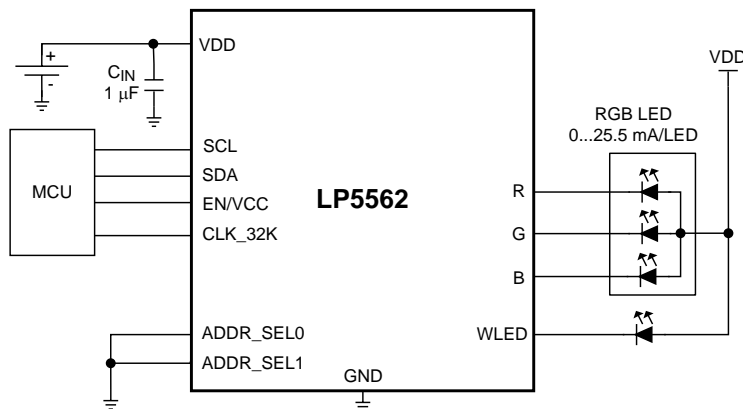 VDD
+
-
C_IN
1 μF
MCU
SCL
SDA
EN/VCC
CLK_32K
ADDR_SEL0
ADDR_SEL1
LP5562
GND
R
G
B
WLED
RGB LED
0...25.5 mA/LED
VDD